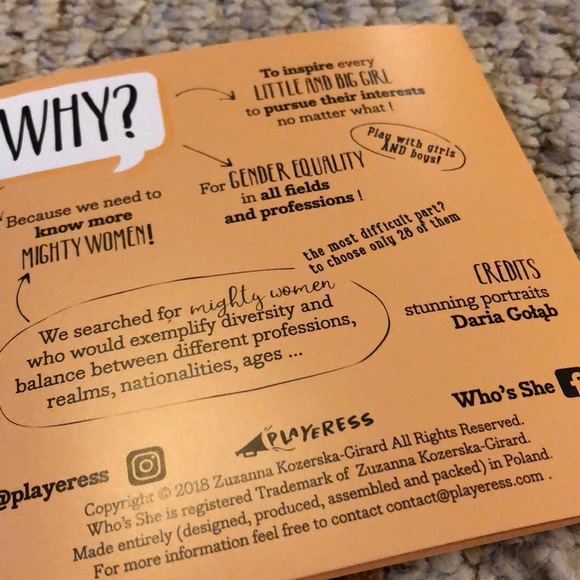 WHY?
To inspire every
LITTLE AND BIG GIRL
to pursue their interests
no matter what!
Play with girls
AND boys!
For GENDER EQUALITY
in all fields
and professions!
Because we need to
know more
MIGHTY WOMEN!
the most difficult part?
to choose only 28 of them
We searched for mighty women
who would exemplify diversity and
balance between different professions,
realms, nationalities, ages ...
CREDITS
stunning portraits
Daria Gołąb
Who's She
@playeress
PLAYERESS
Copyright © 2018 Zuzanna Kozerska-Girard All Rights Reserved.
Who's She is registered Trademark of Zuzanna Kozerska-Girard.
Made entirely (designed, produced, assembled and packed) in Poland.
For more information feel free to contact contact@playeress.com .